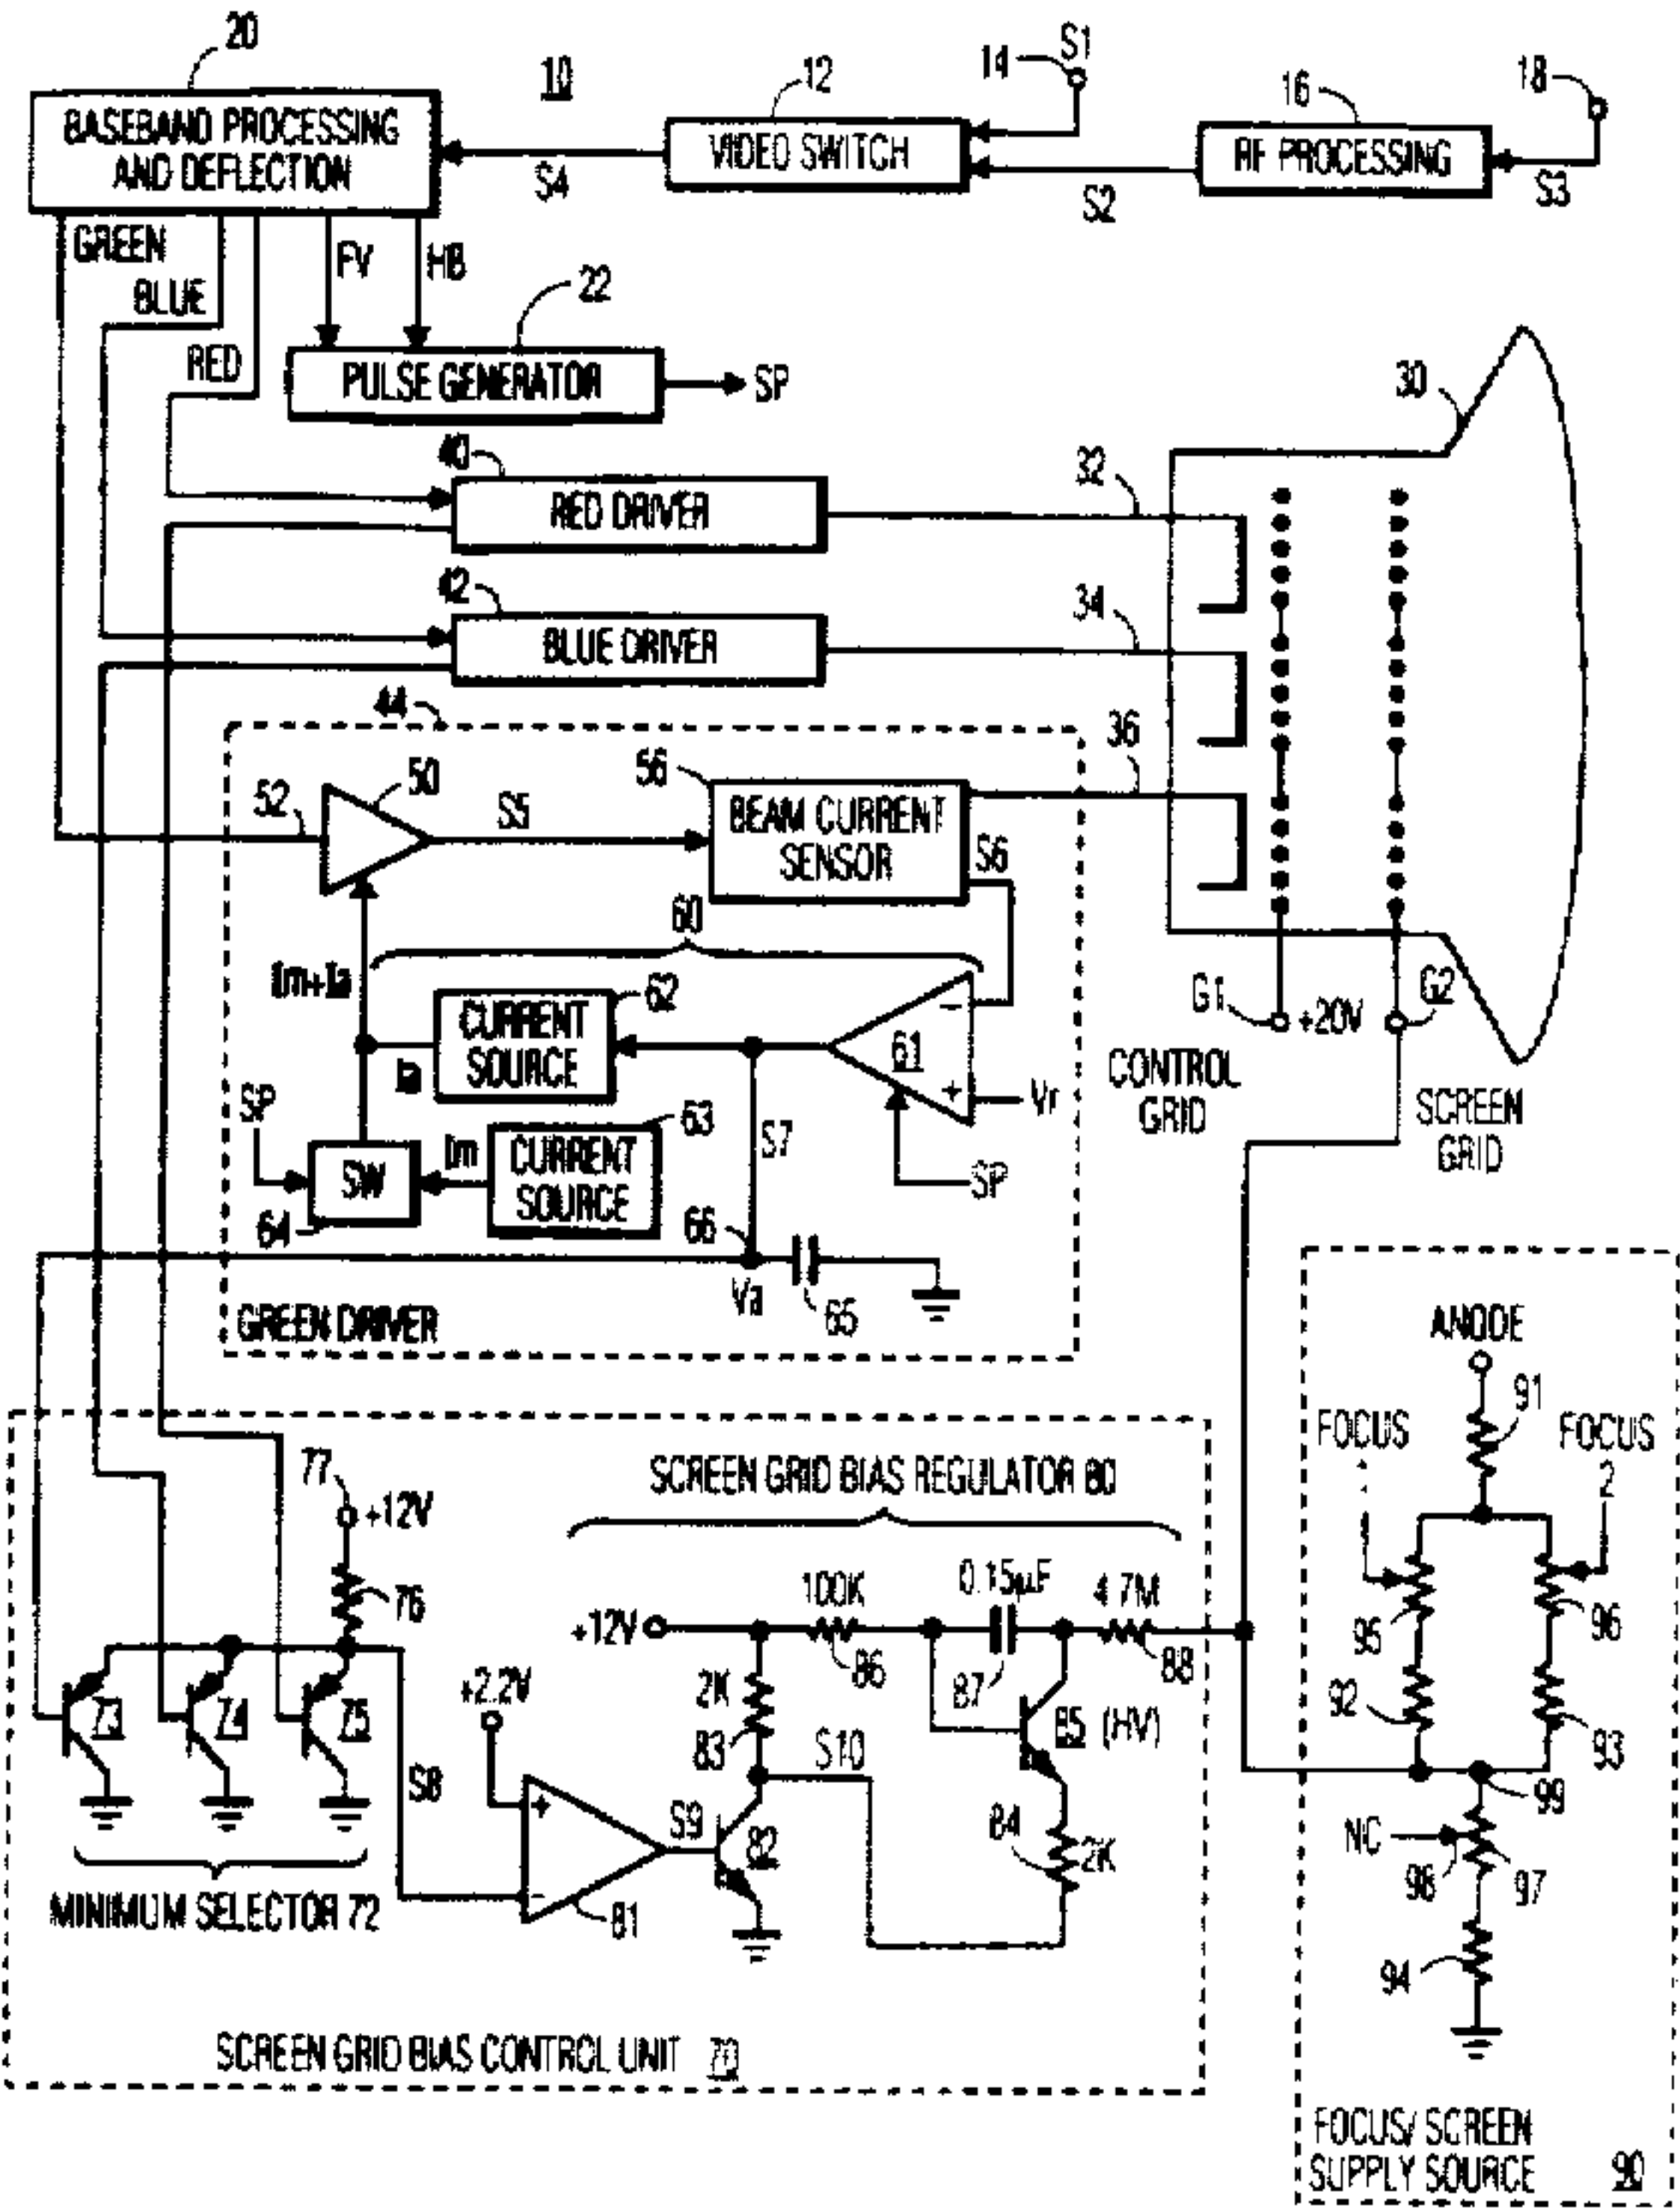 20
10
12
14
S1
16
18
BASEBAND PROCESSING
AND DEFLECTION
VIDEO SWITCH
RF PROCESSING
S4
S2
S3
GREEN
BLUE
RED
FV
HB
22
PULSE GENERATOR
SP
30
40
RED DRIVER
32
42
BLUE DRIVER
34
44
36
50
52
S5
56
BEAM CURRENT
SENSOR
S6
60
Im+Ia
CURRENT
SOURCE
62
Ia
61
−
+
Vr
SP
SP
SW
64
Im
CURRENT
SOURCE
63
S7
66
Va
65
GREEN DRIVER
G1
+20V
G2
CONTROL
GRID
SCREEN
GRID
ANODE
91
FOCUS
1
FOCUS
2
95
96
92
93
99
NC
98
97
94
FOCUS/SCREEN
SUPPLY SOURCE 90
77
+12V
76
SCREEN GRID BIAS REGULATOR 80
+12V
100K
86
0.15µF
87
4.7M
88
2K
83
S10
85 (HV)
84
2K
73
74
75
S8
+2.2V
+
-
81
S9
82
MINIMUM SELECTOR 72
SCREEN GRID BIAS CONTROL UNIT 70